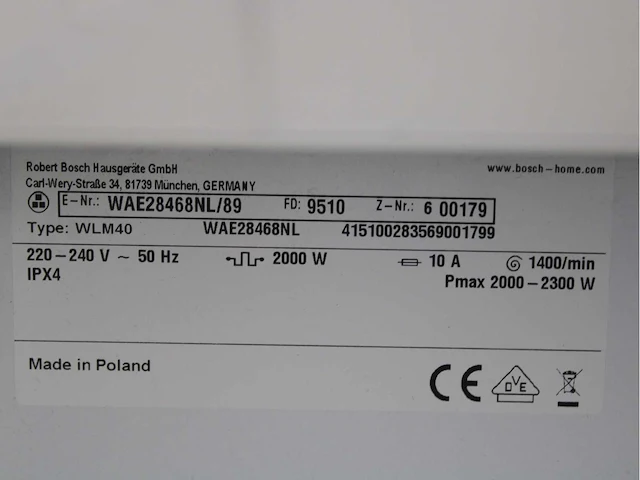 Robert Bosch Hausgeräte GmbH
www.bosch-home.com
Carl-Wery-Straße 34, 81739 München, GERMANY
E-Nr.: WAE28468NL/89 FD: 9510 Z-Nr.: 6 00179
Type: WLM40 WAE28468NL 415100283569001799
220-240 V ~ 50 Hz 2000 W 10 A 1400/min
IPX4 Pmax 2000-2300 W
Made in Poland
CE DVE